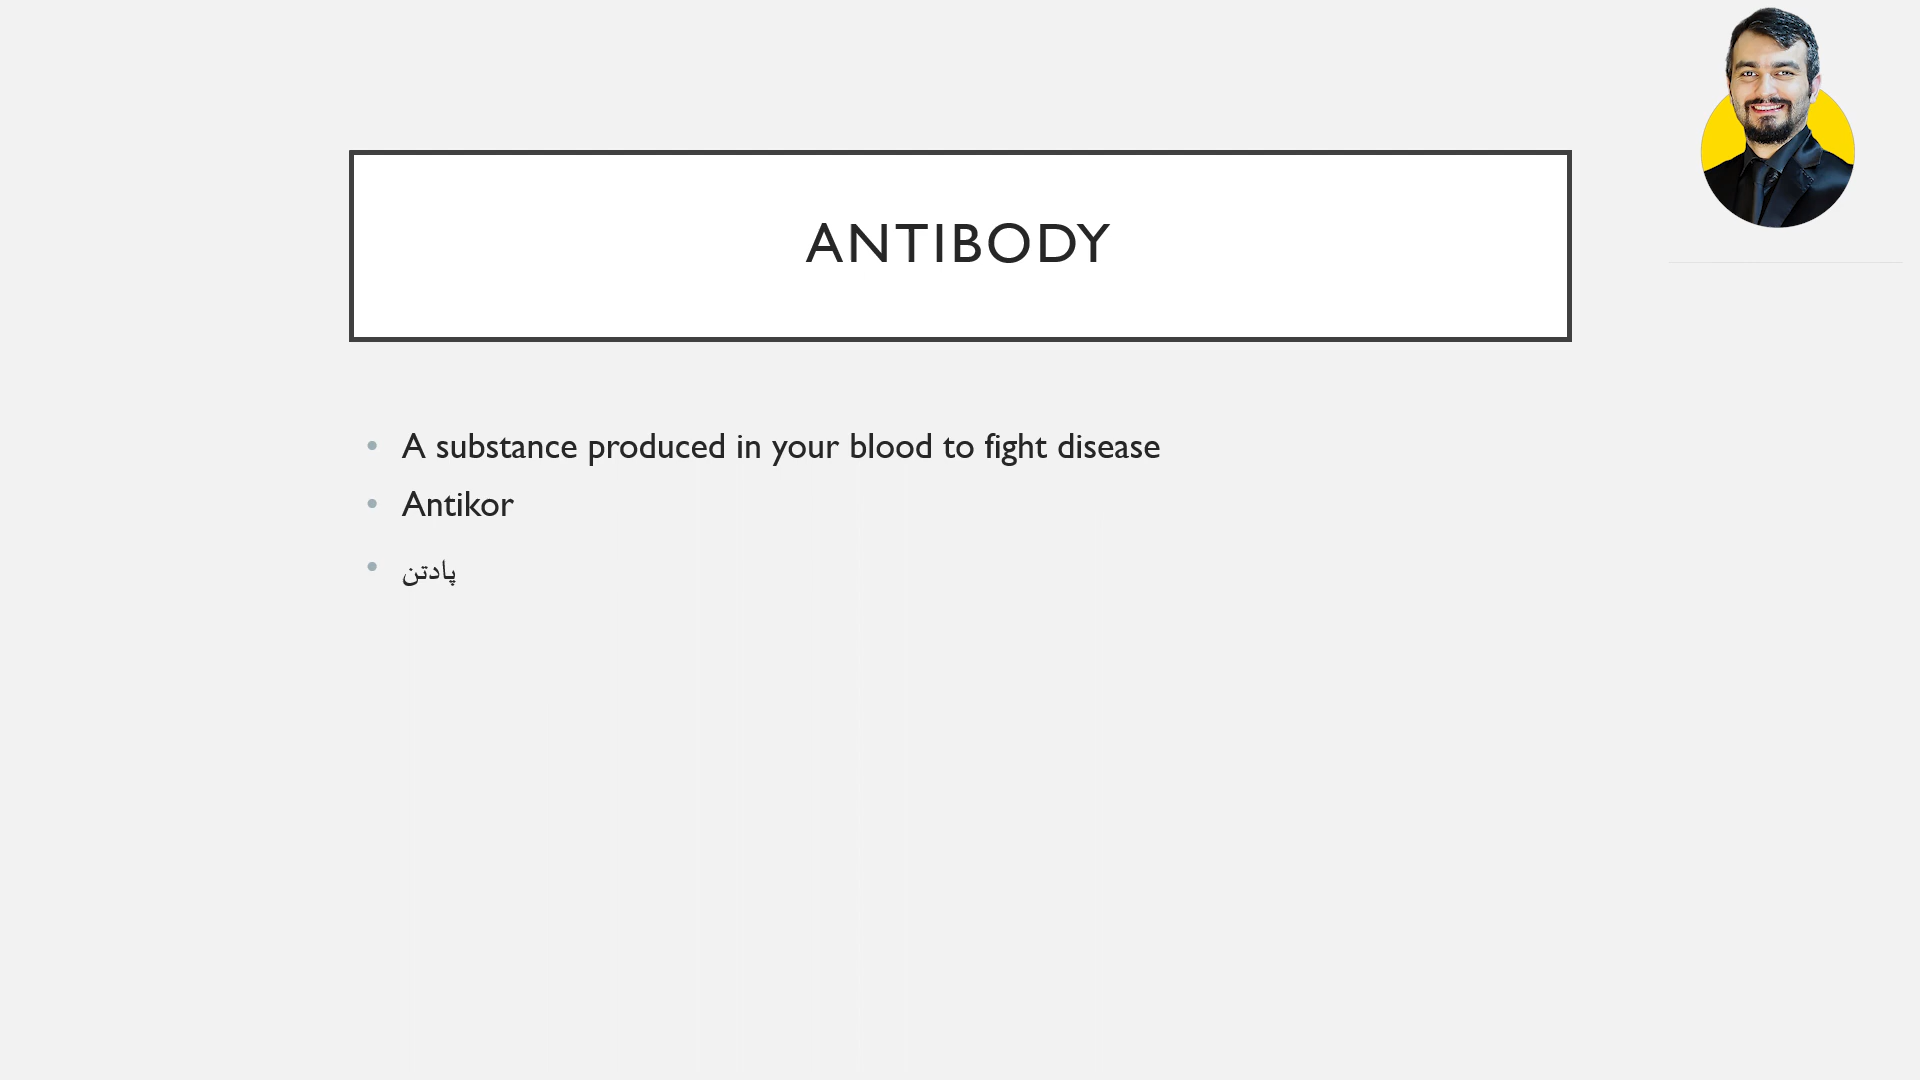 ANTIBODY
• A substance produced in your blood to fight disease
• Antikor
• پادتن